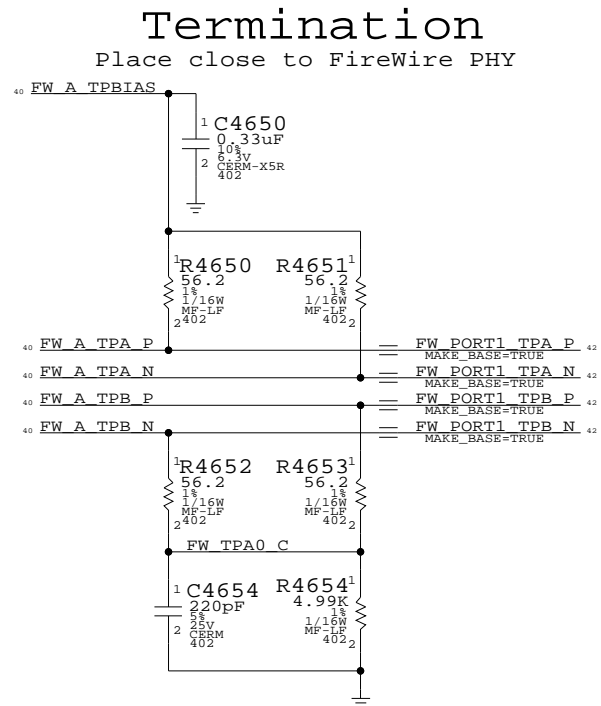 Termination
Place close to FireWire PHY
40 FW_A_TPBIAS
1 C4650
0.33uF
10%
6.3V
2 CERM-X5R
402
1 R4650
56.2
1%
1/16W
MF-LF
2 402
R4651 1
56.2
1%
1/16W
MF-LF
402 2
40 FW_A_TPA_P FW_PORT1_TPA_P 42
MAKE_BASE=TRUE
40 FW_A_TPA_N FW_PORT1_TPA_N 42
MAKE_BASE=TRUE
40 FW_A_TPB_P FW_PORT1_TPB_P 42
MAKE_BASE=TRUE
40 FW_A_TPB_N FW_PORT1_TPB_N 42
MAKE_BASE=TRUE
1 R4652
56.2
1%
1/16W
MF-LF
2 402
R4653 1
56.2
1%
1/16W
MF-LF
402 2
FW_TPA0_C
1 C4654
220pF
5%
2 25V
CERM
402
R4654 1
4.99K
1%
1/16W
MF-LF
402 2